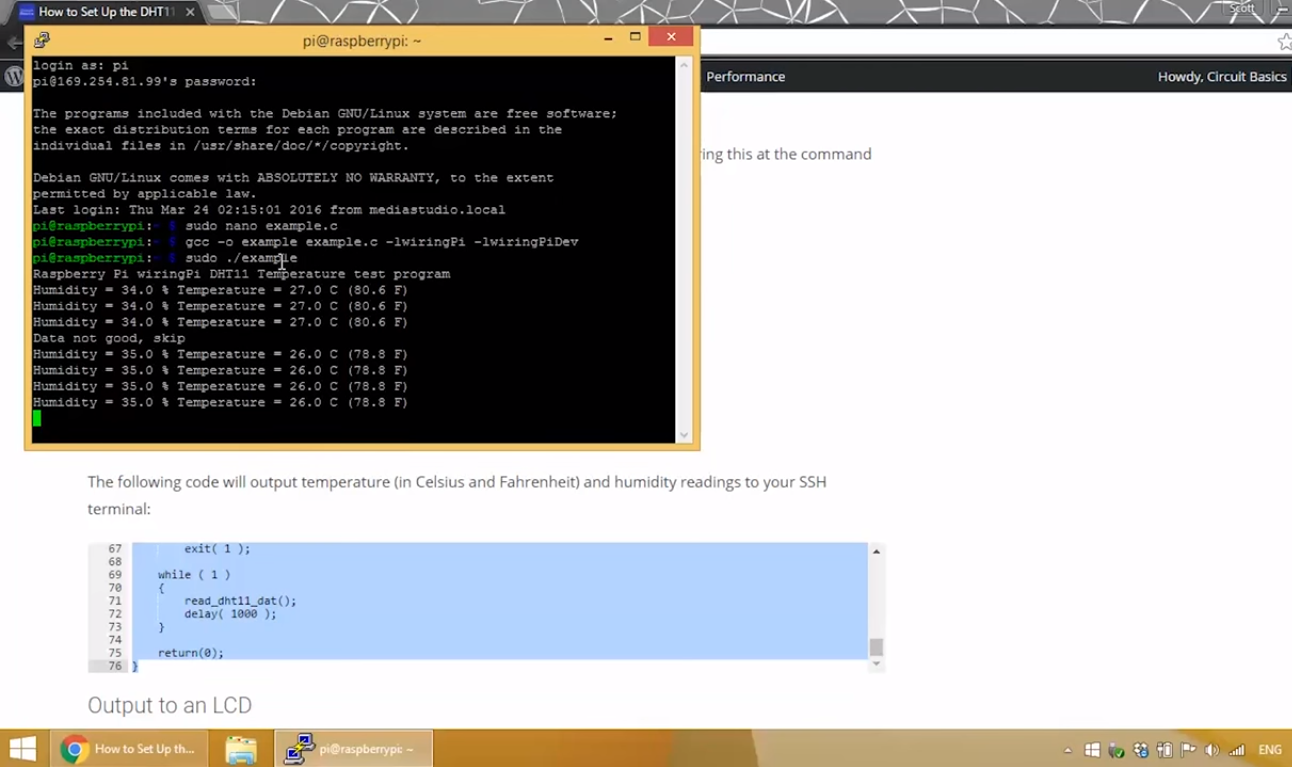 How to Set Up the DHT11
Scott
pi@raspberrypi: ~
login as: pi
pi@169.254.81.99's password:
The programs included with the Debian GNU/Linux system are free software;
the exact distribution terms for each program are described in the
individual files in /usr/share/doc/*/copyright.
Debian GNU/Linux comes with ABSOLUTELY NO WARRANTY, to the extent
permitted by applicable law.
Last login: Thu Mar 24 02:15:01 2016 from mediastudio.local
pi@raspberrypi:~ $ sudo nano example.c
pi@raspberrypi:~ $ gcc -o example example.c -lwiringPi -lwiringPiDev
pi@raspberrypi:~ $ sudo ./example
Raspberry Pi wiringPi DHT11 Temperature test program
Humidity = 34.0 % Temperature = 27.0 C (80.6 F)
Humidity = 34.0 % Temperature = 27.0 C (80.6 F)
Humidity = 34.0 % Temperature = 27.0 C (80.6 F)
Data not good, skip
Humidity = 35.0 % Temperature = 26.0 C (78.8 F)
Humidity = 35.0 % Temperature = 26.0 C (78.8 F)
Humidity = 35.0 % Temperature = 26.0 C (78.8 F)
Humidity = 35.0 % Temperature = 26.0 C (78.8 F)
Performance
Howdy, Circuit Basics
ring this at the command
The following code will output temperature (in Celsius and Fahrenheit) and humidity readings to your SSH
terminal:
67 exit( 1 );
68
69 while ( 1 )
70 {
71 read_dht11_dat();
72 delay( 1000 );
73 }
74
75 return(0);
76 }
Output to an LCD
How to Set Up th...
pi@raspberrypi: ~
ENG